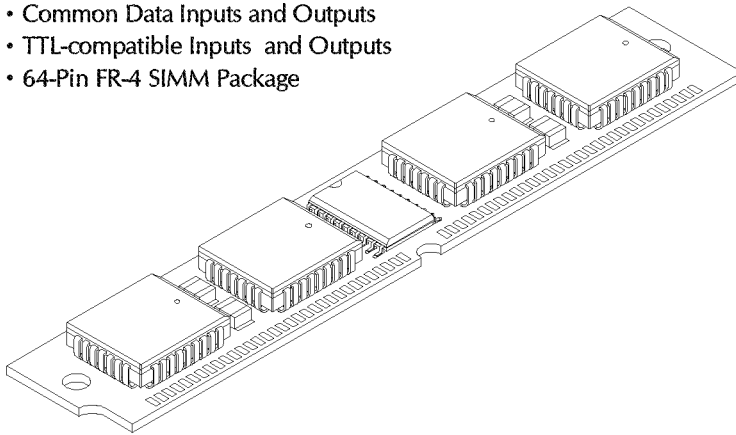 • Common Data Inputs and Outputs
• TTL-compatible Inputs and Outputs
• 64-Pin FR-4 SIMM Package